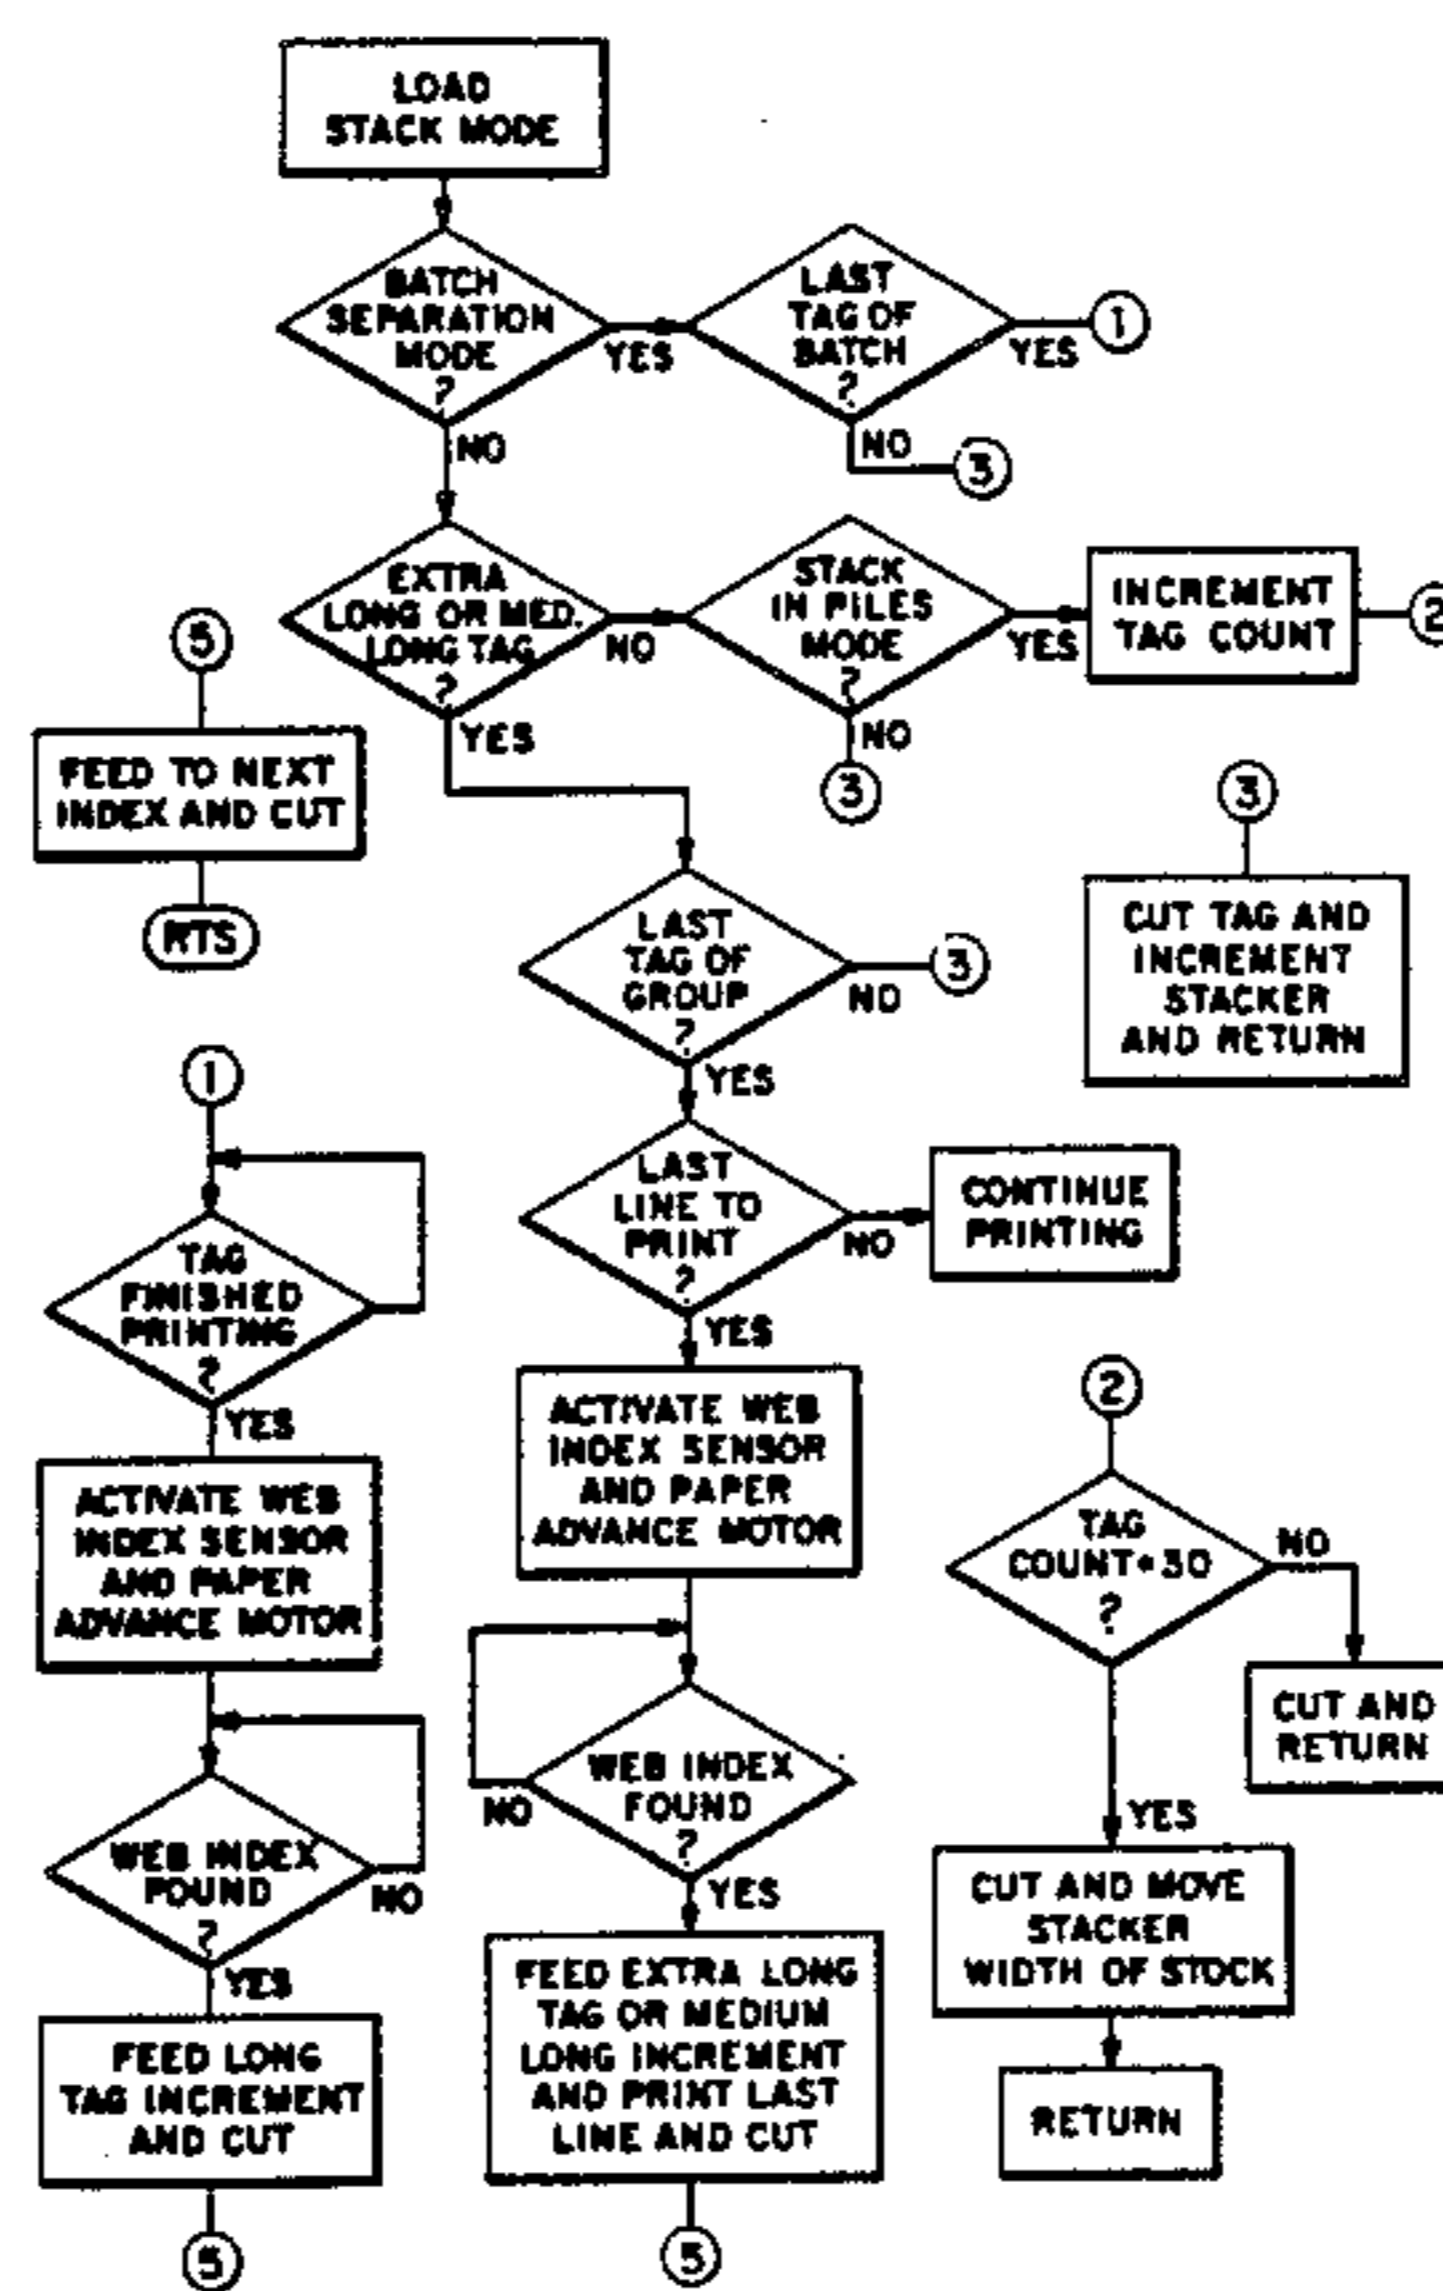 LOAD
STACK MODE
BATCH
SEPARATION
MODE
?
YES
NO
LAST
TAG OF
BATCH
?
YES
1
NO
3
EXTRA
LONG OR MED.
LONG TAG
?
NO
YES
STACK
IN PILES
MODE
?
YES
NO
3
INCREMENT
TAG COUNT
2
5
FEED TO NEXT
INDEX AND CUT
RTS
3
CUT TAG AND
INCREMENT
STACKER
AND RETURN
LAST
TAG OF
GROUP
?
NO
3
YES
LAST
LINE TO
PRINT
?
NO
YES
CONTINUE
PRINTING
1
TAG
FINISHED
PRINTING
?
YES
ACTIVATE WEB
INDEX SENSOR
AND PAPER
ADVANCE MOTOR
WEB INDEX
FOUND
?
NO
YES
FEED LONG
TAG INCREMENT
AND CUT
5
ACTIVATE WEB
INDEX SENSOR
AND PAPER
ADVANCE MOTOR
WEB INDEX
FOUND
?
NO
YES
FEED EXTRA LONG
TAG OR MEDIUM
LONG INCREMENT
AND PRINT LAST
LINE AND CUT
5
2
TAG
COUNT=30
?
NO
YES
CUT AND
RETURN
CUT AND MOVE
STACKER
WIDTH OF STOCK
RETURN